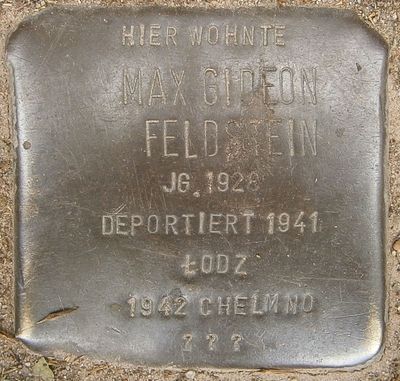 HIER WOHNTE
MAX GIDEON
FELDSTEIN
JG. 1928
DEPORTIERT 1941
ŁODZ
1942 CHELMNO
? ? ?